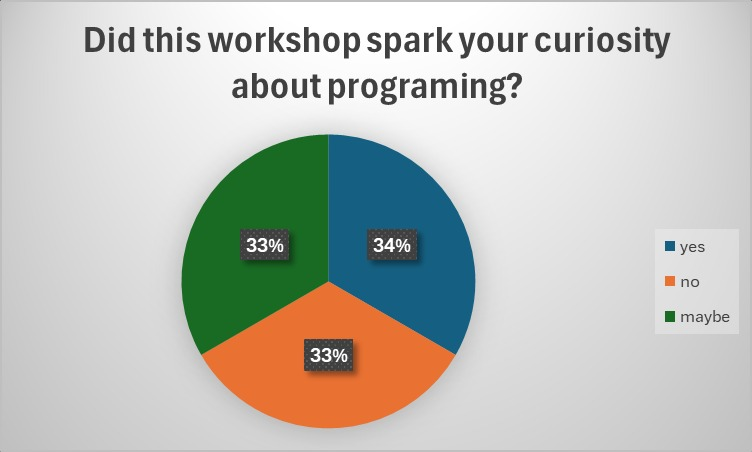 Did this workshop spark your curiosity
about programing?
33%
34%
33%
yes
no
maybe